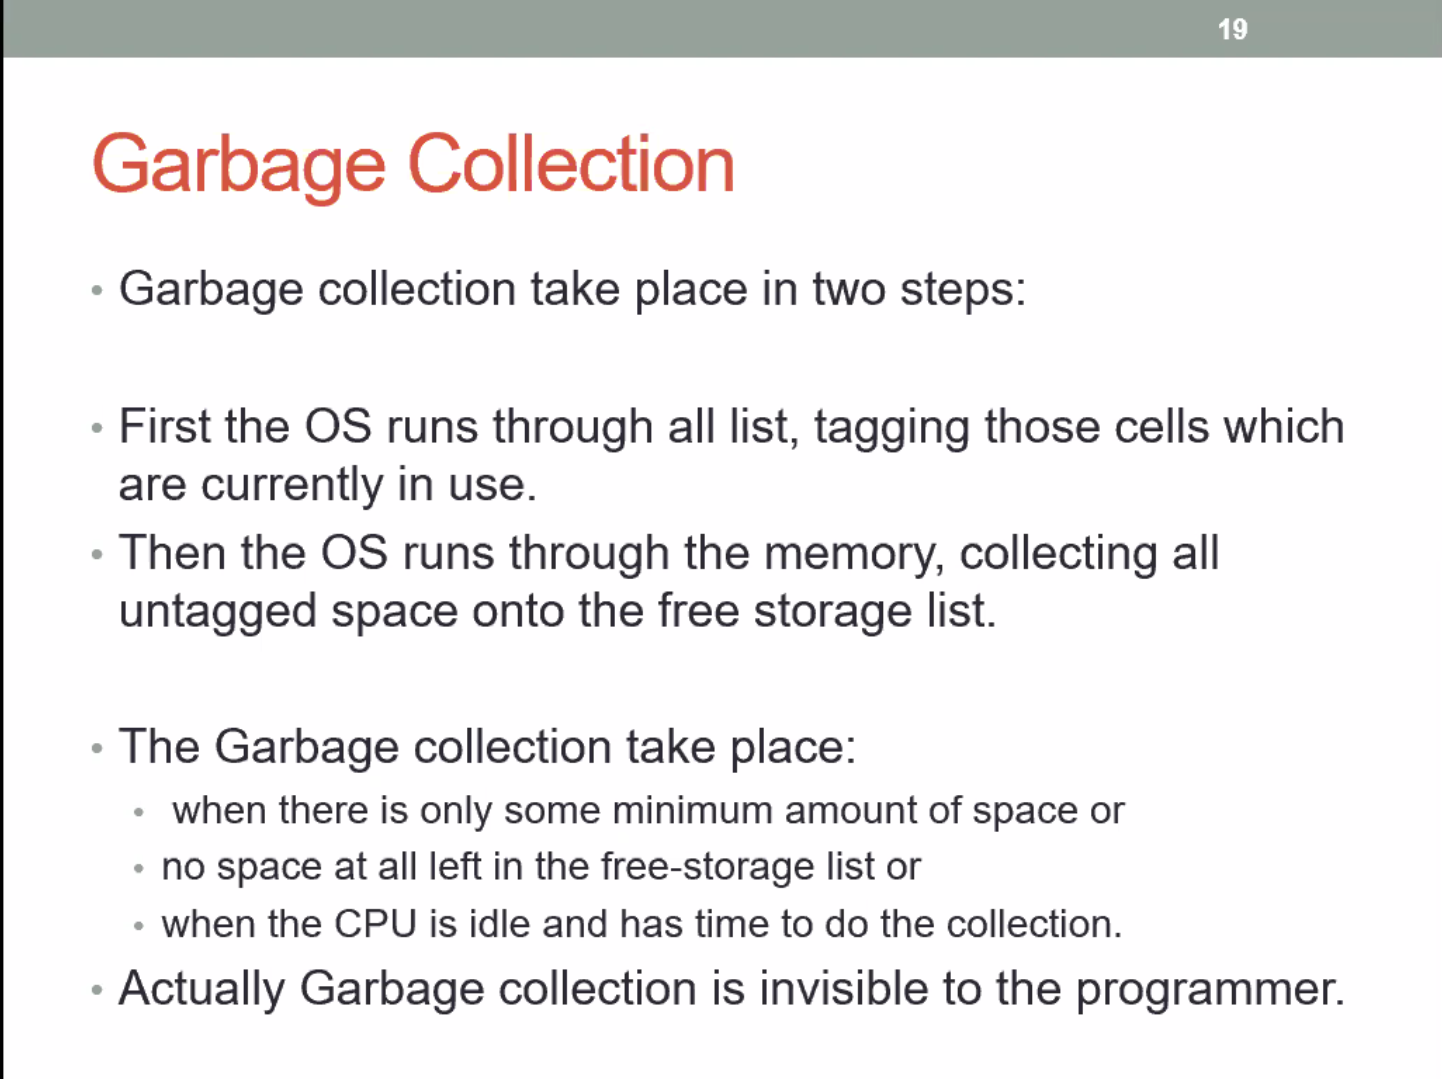 19
Garbage Collection
• Garbage collection take place in two steps:
• First the OS runs through all list, tagging those cells which
are currently in use.
• Then the OS runs through the memory, collecting all
untagged space onto the free storage list.
• The Garbage collection take place:
• when there is only some minimum amount of space or
• no space at all left in the free-storage list or
• when the CPU is idle and has time to do the collection.
• Actually Garbage collection is invisible to the programmer.